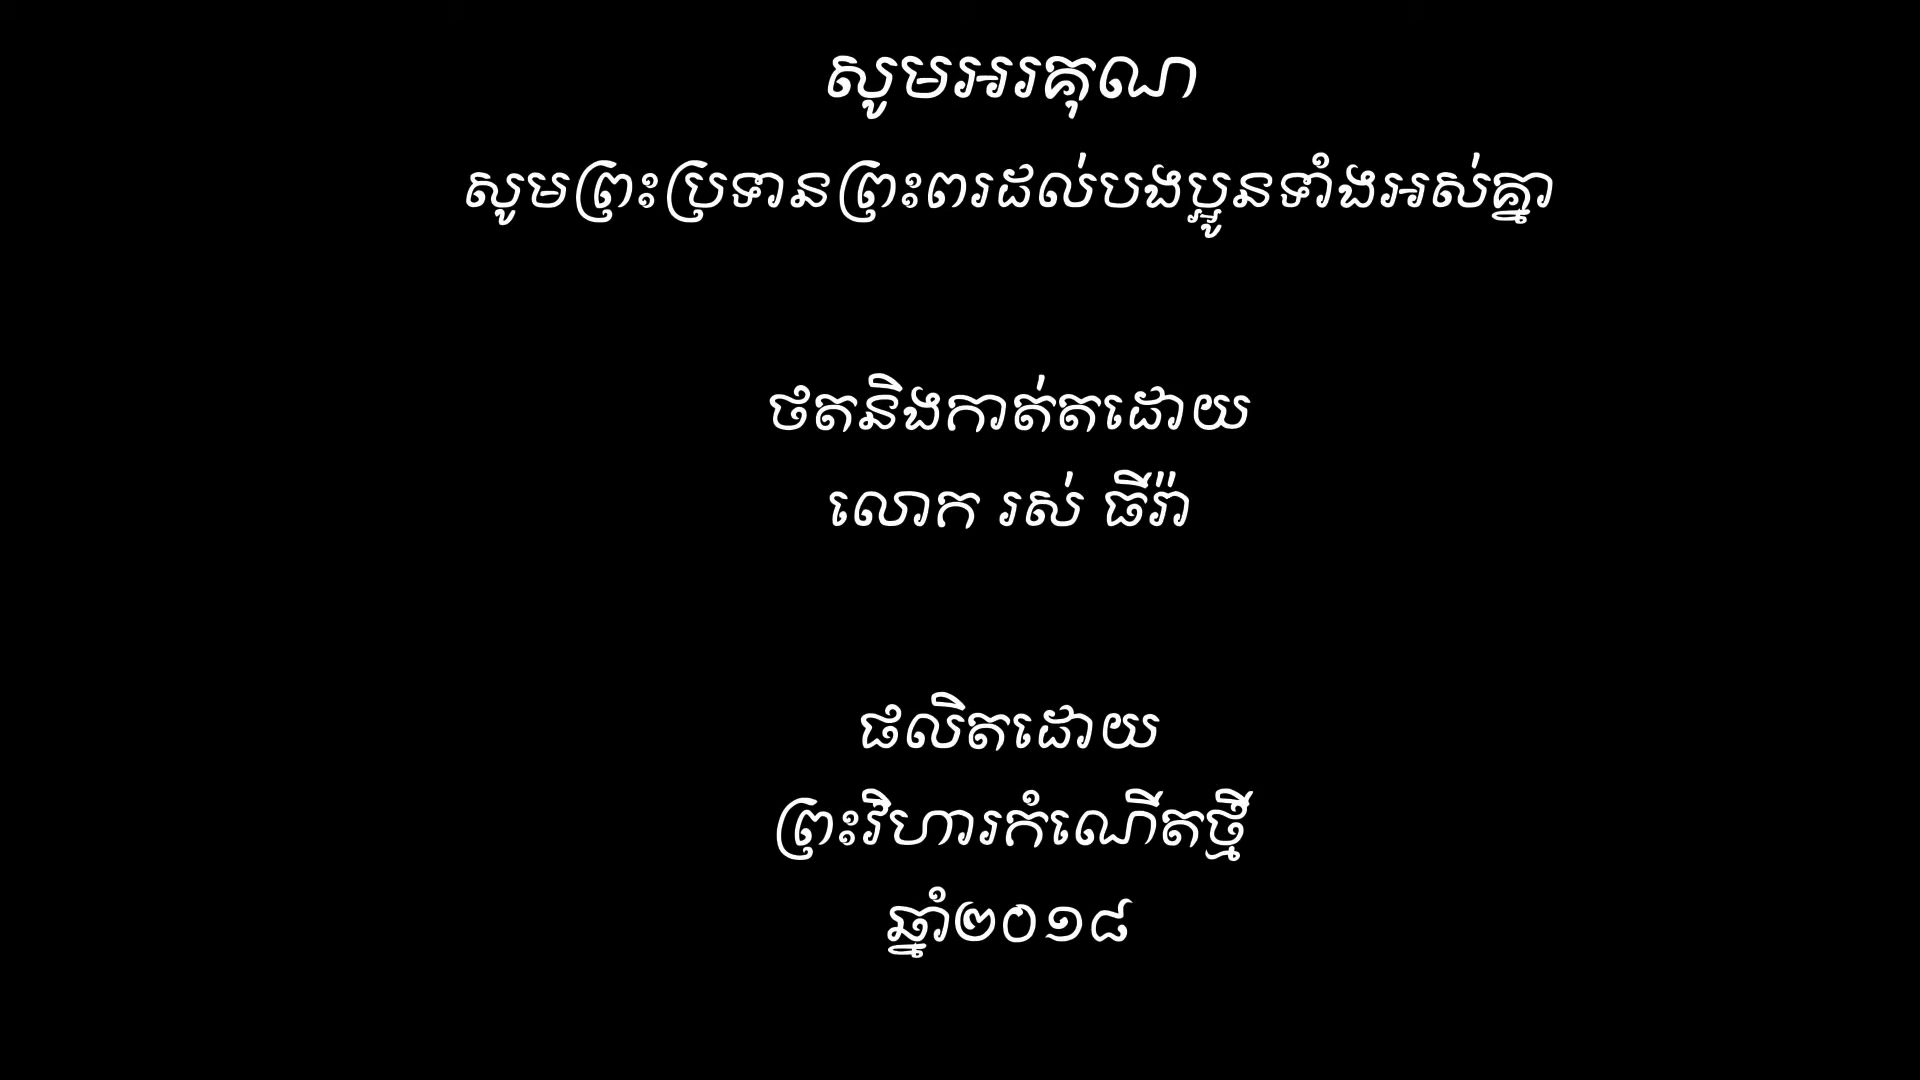 សូមអរគុណ
សូមព្រះប្រទានព្រះពរដល់បងប្អូនទាំងអស់គ្នា
ថតនិងកាត់តដោយ
លោក រស់ ធីរ៉ា
ផលិតដោយ
ព្រះវិហារកំណើតថ្មី
ឆ្នាំ២០១៨